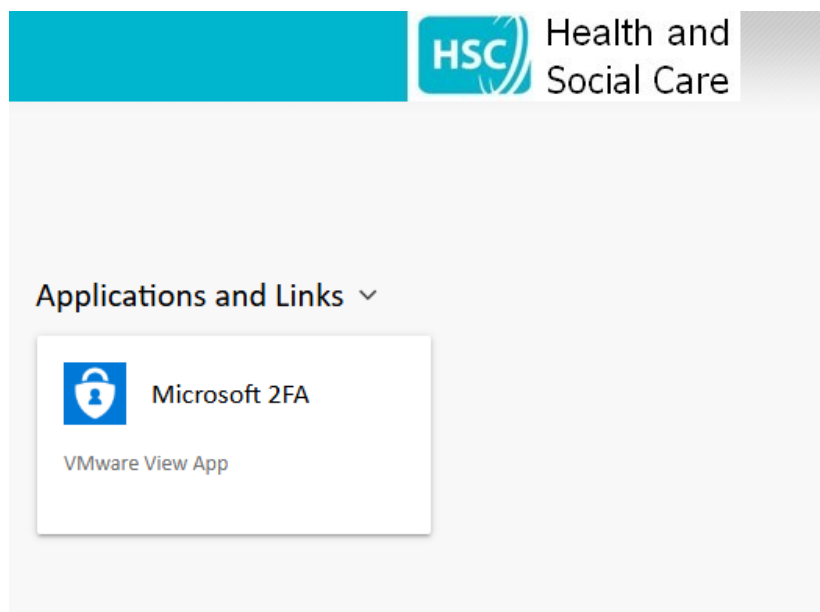 HSC
Health and
Social Care
Applications and Links
Microsoft 2FA
VMware View App